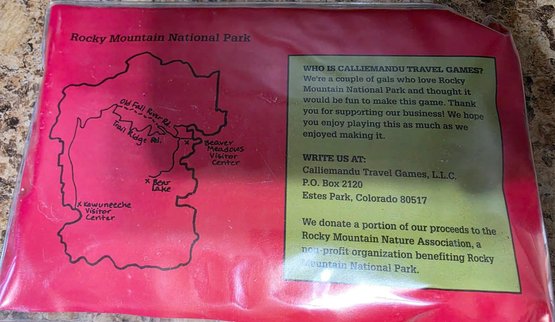 Rocky Mountain National Park
Old Fall River Rd.
Trail Ridge Rd.
x Beaver
Meadows
Visitor
Center
x Bear
Lake
x Kawuneeche
Visitor
Center
WHO IS CALLIEMANDU TRAVEL GAMES?
We're a couple of gals who love Rocky
Mountain National Park and thought it
would be fun to make this game. Thank
you for supporting our business! We hope
you enjoy playing this as much as we
enjoyed making it.
WRITE US AT:
Calliemandu Travel Games, L.L.C.
P.O. Box 2120
Estes Park, Colorado 80517
We donate a portion of our proceeds to the
Rocky Mountain Nature Association, a
non-profit organization benefiting Rocky
Mountain National Park.